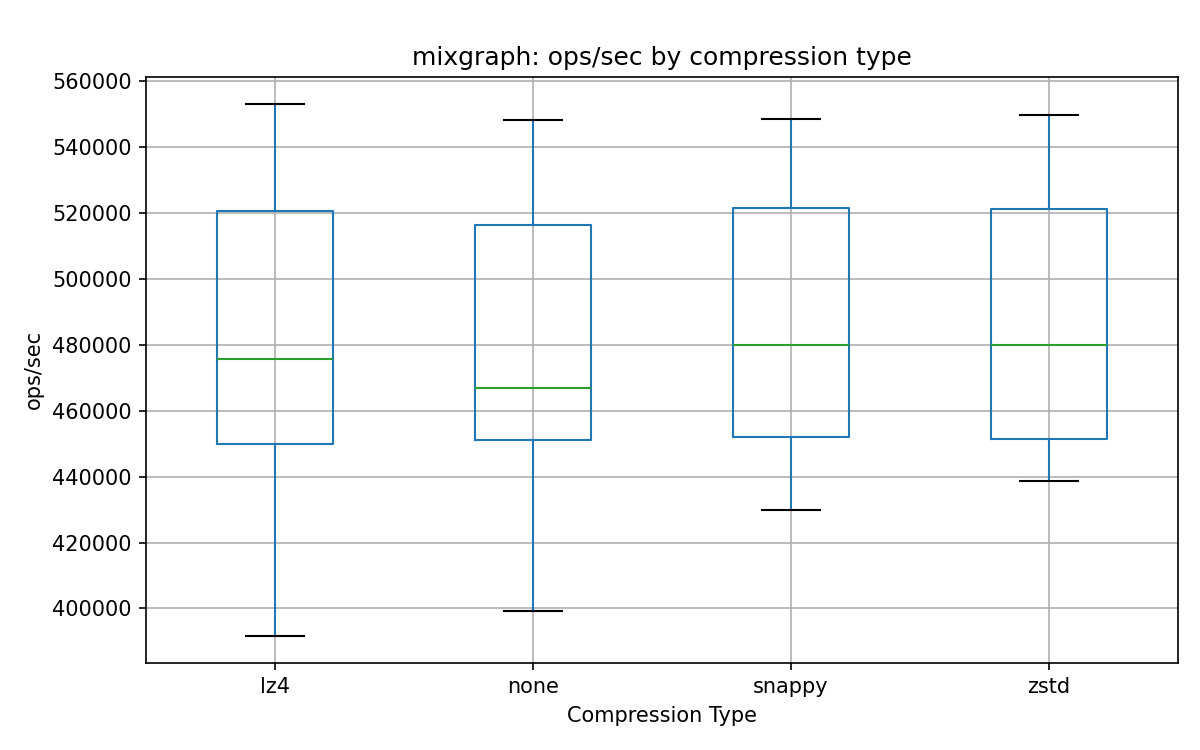 mixgraph: ops/sec by compression type
560000
540000
520000
500000
480000
460000
440000
420000
400000
ops/sec
lz4 none snappy zstd
Compression Type